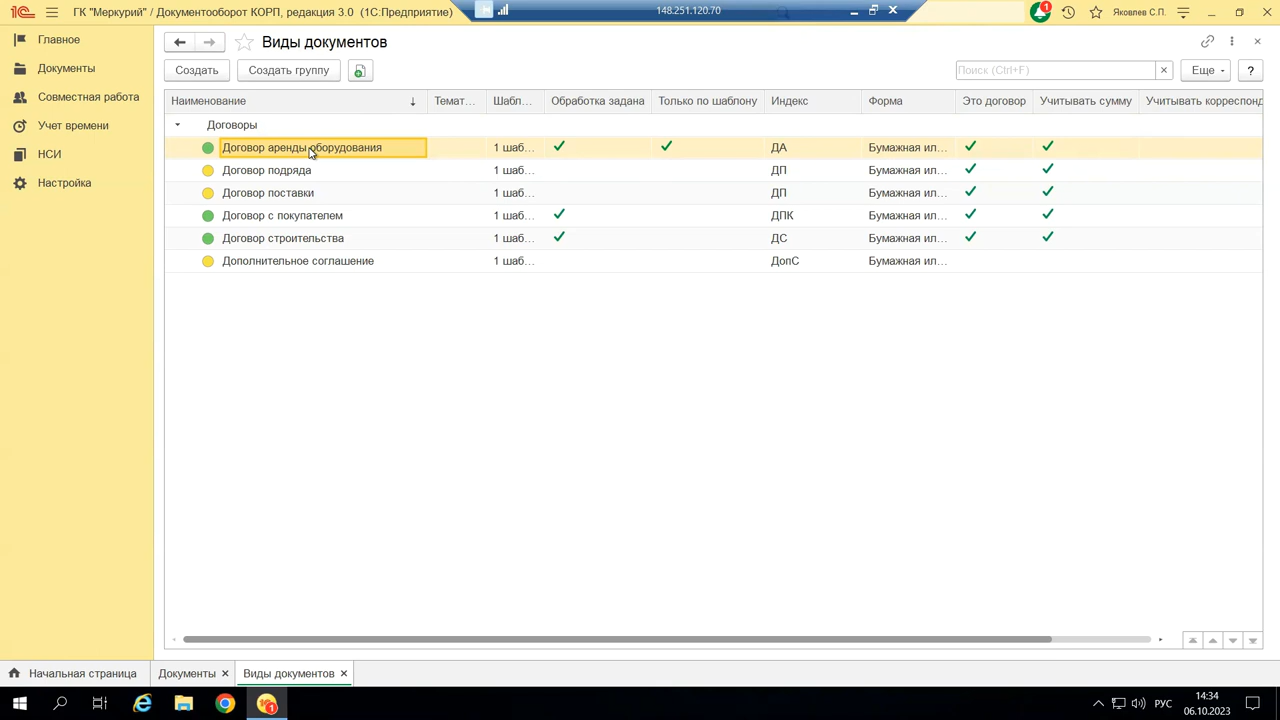 ГК "Меркурий" / Документооборот КОРП, редакция 3.0 (1С:Предприятие)
148.251.120.70
1
Яковлев С.П.
Главное
Документы
Совместная работа
Учет времени
НСИ
Настройка
Виды документов
Создать
Создать группу
Поиск (Ctrl+F)
Еще
?
Наименование
Темат...
Шабл...
Обработка задана
Только по шаблону
Индекс
Форма
Это договор
Учитывать сумму
Учитывать корреспонд
Договоры
Договор аренды оборудования 1 шаб... ДА Бумажная ил...
Договор подряда 1 шаб... ДП Бумажная ил...
Договор поставки 1 шаб... ДП Бумажная ил...
Договор с покупателем 1 шаб... ДПК Бумажная ил...
Договор строительства 1 шаб... ДС Бумажная ил...
Дополнительное соглашение 1 шаб... ДопС Бумажная ил...
Начальная страница
Документы
Виды документов
1
РУС
14:34
06.10.2023